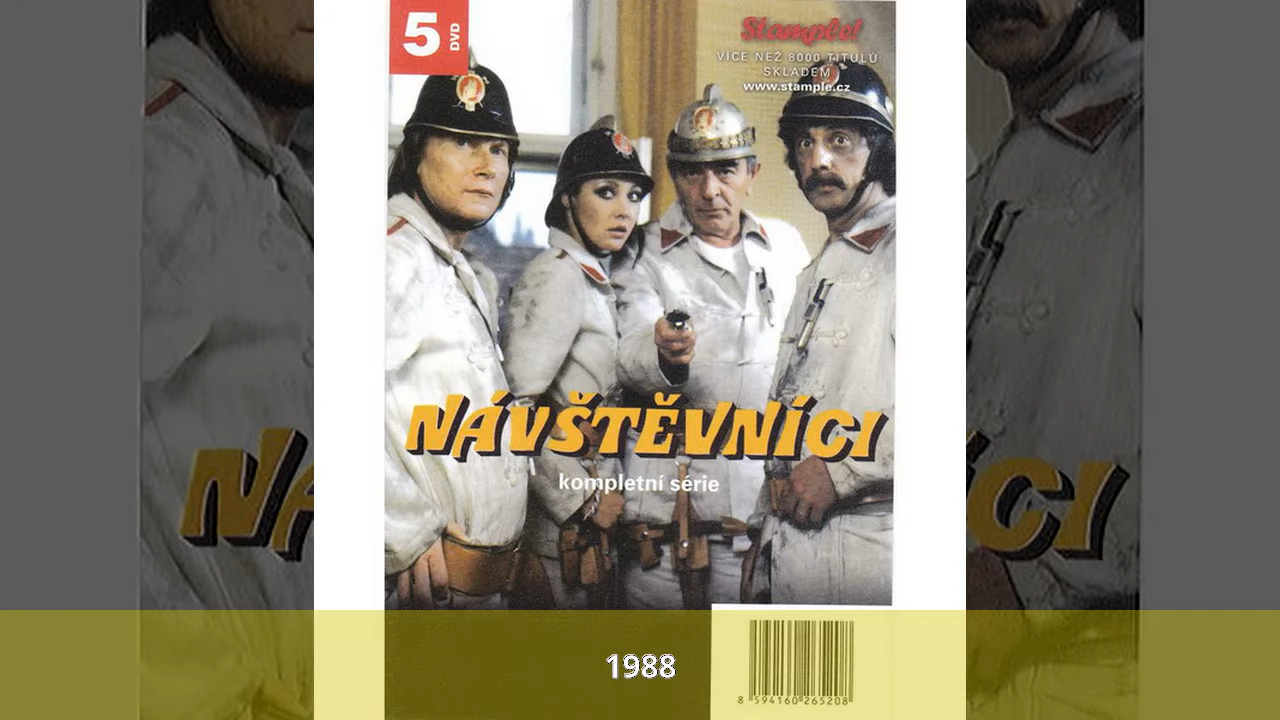 5 DVD
Stample!
VÍCE NEŽ 8000 TITULŮ
SKLADEM
www.stample.cz
NÁVŠTĚVNÍCI
kompletní série
1988
8 594160 265208